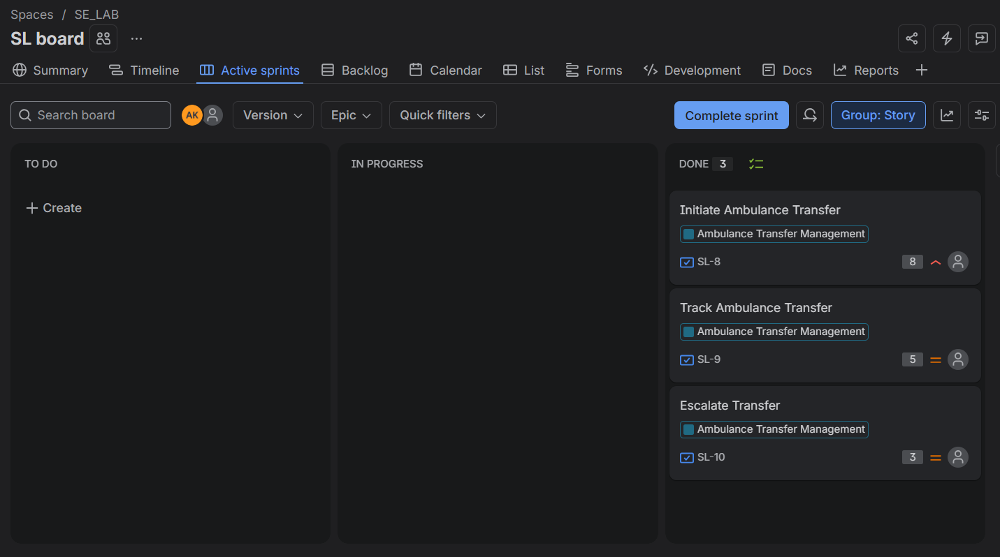 Spaces / SE_LAB
SL board
Summary Timeline Active sprints Backlog Calendar List Forms Development Docs Reports
Search board AK Version Epic Quick filters Complete sprint Group: Story
TO DO
Create
IN PROGRESS
DONE 3
Initiate Ambulance Transfer
Ambulance Transfer Management
SL-8 8
Track Ambulance Transfer
Ambulance Transfer Management
SL-9 5
Escalate Transfer
Ambulance Transfer Management
SL-10 3